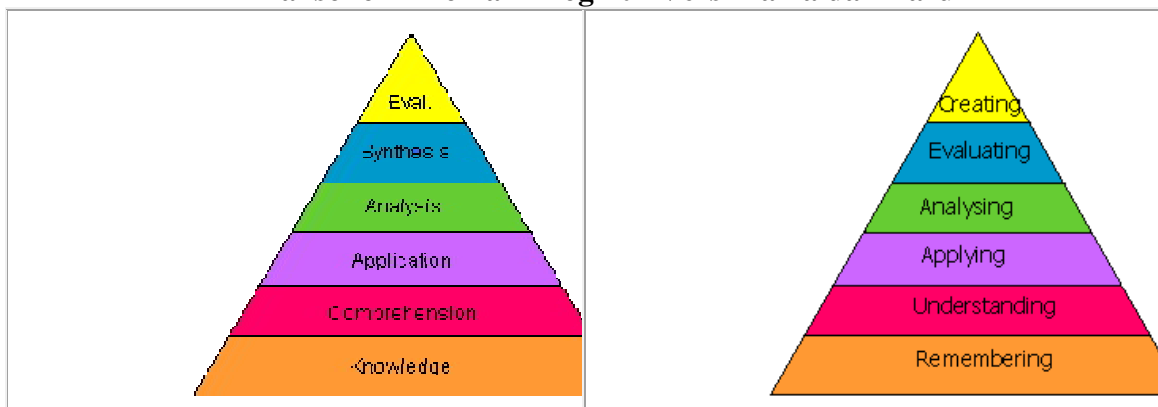 Eval.
Synthesis
Analysis
Application
Comprehension
Knowledge
Creating
Evaluating
Analysing
Applying
Understanding
Remembering